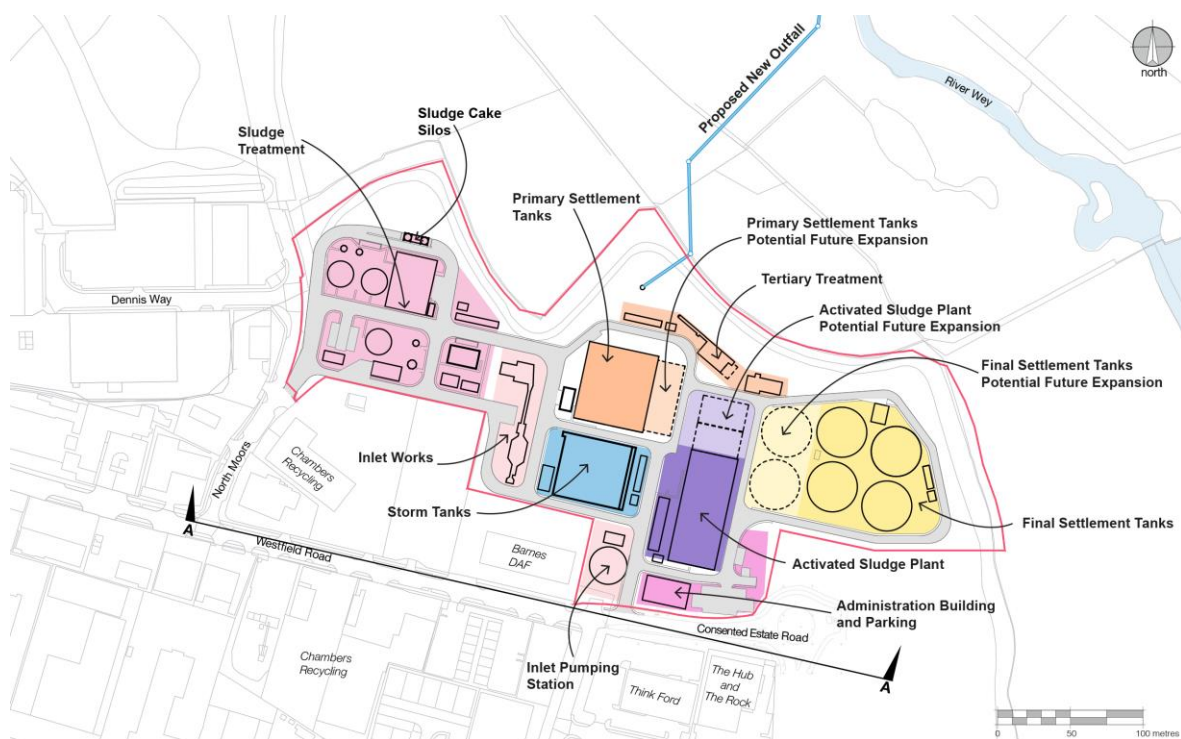 north
River Wey
Proposed New Outfall
Sludge Cake
Silos
Sludge
Treatment
Primary Settlement
Tanks
Primary Settlement Tanks
Potential Future Expansion
Tertiary Treatment
Activated Sludge Plant
Potential Future Expansion
Final Settlement Tanks
Potential Future Expansion
Dennis Way
North Moors
Chambers
Recycling
Inlet Works
Storm Tanks
Final Settlement Tanks
A
Westfield Road
Barnes
DAF
Activated Sludge Plant
Administration Building
and Parking
Consented Estate Road
Chambers
Recycling
Inlet Pumping
Station
Think Ford
The Hub
and
The Rock
A
0 50 100 metres